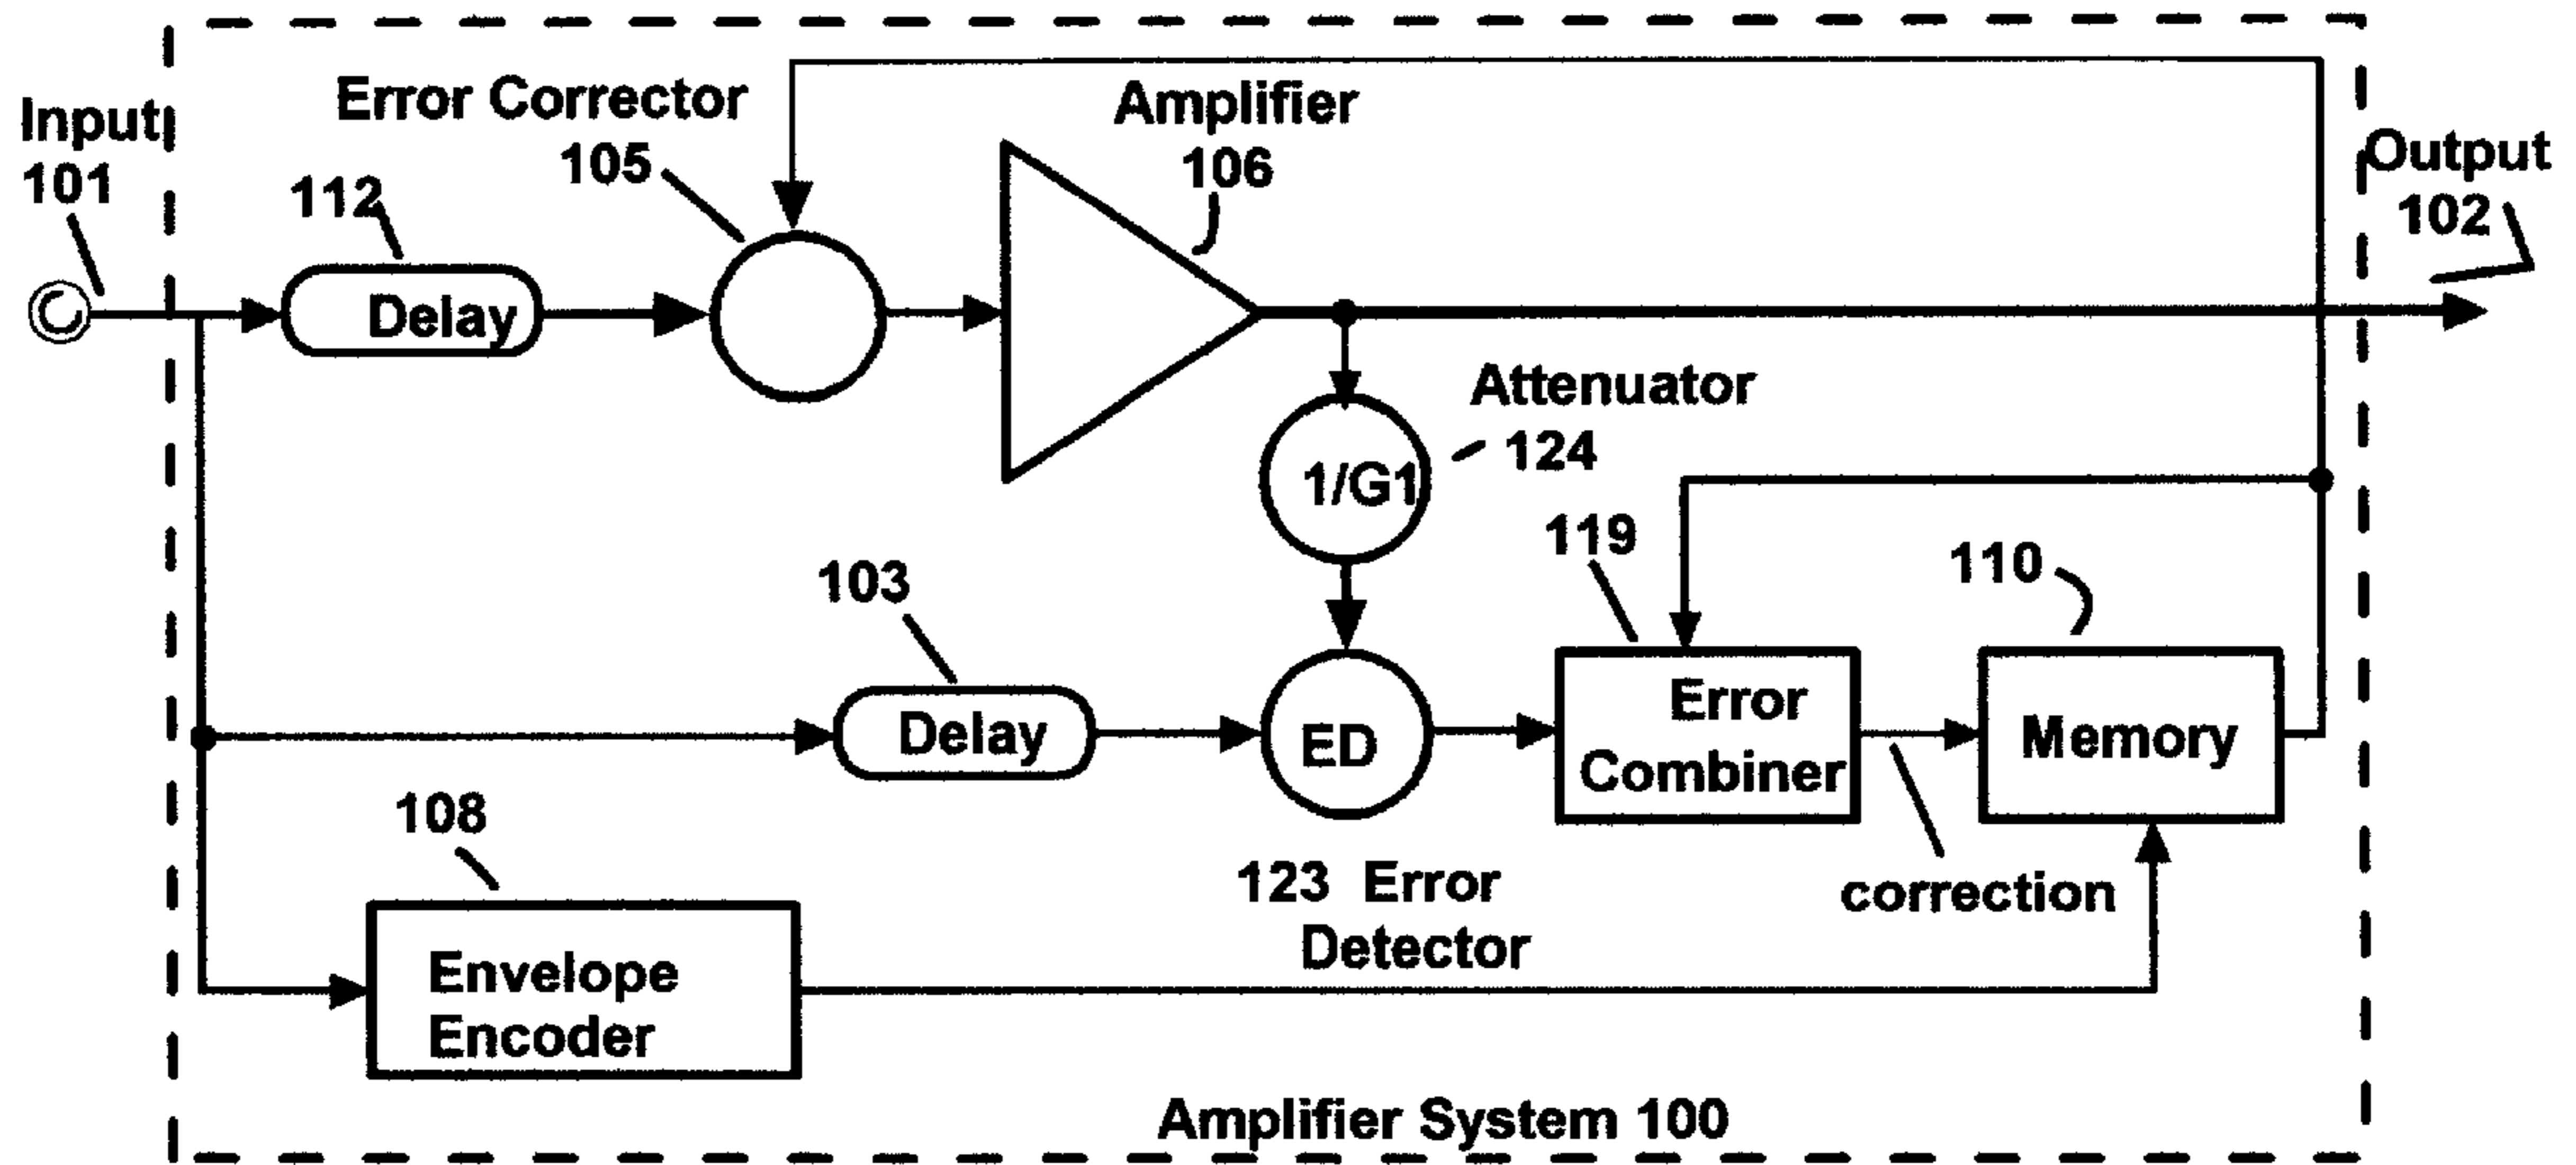 Input
101
112
Delay
Error Corrector
105
Amplifier
106
Output
102
Attenuator
124
1/G1
103
Delay
ED
123 Error
Detector
119
Error
Combiner
110
Memory
correction
108
Envelope
Encoder
Amplifier System 100